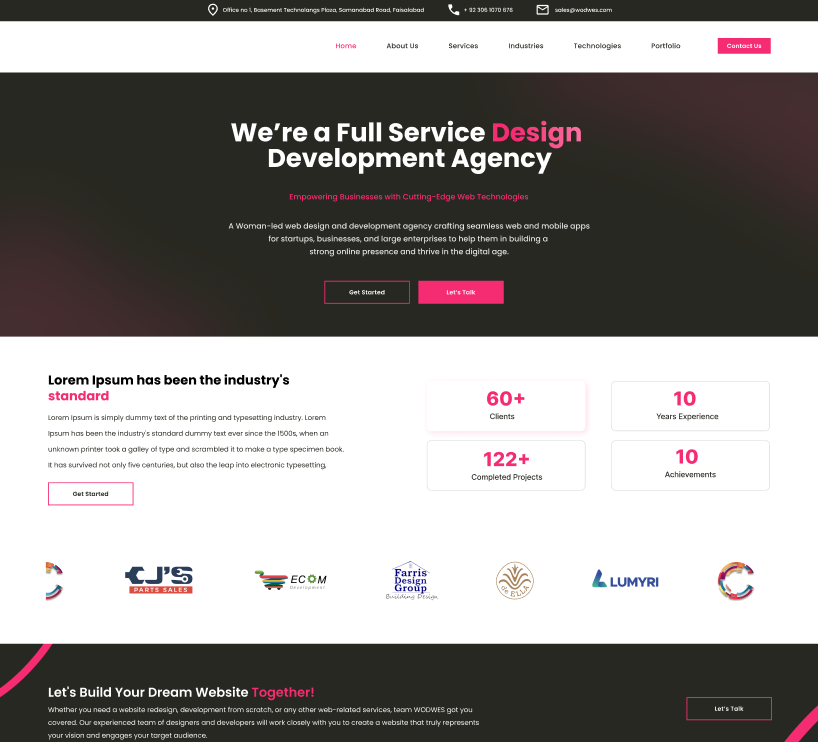 Office no 1, Basement Technolangs Plaza, Samanabad Road, Faisalabad
+ 92 306 1070 676
sales@wodwes.com
Home
About Us
Services
Industries
Technologies
Portfolio
Contact Us
We're a Full Service Design
Development Agency
Empowering Businesses with Cutting-Edge Web Technologies
A Woman-led web design and development agency crafting seamless web and mobile apps
for startups, businesses, and large enterprises to help them in building a
strong online presence and thrive in the digital age.
Get Started
Let's Talk
Lorem Ipsum has been the industry's
standard
Lorem Ipsum is simply dummy text of the printing and typesetting industry. Lorem
Ipsum has been the industry's standard dummy text ever since the 1500s, when an
unknown printer took a galley of type and scrambled it to make a type specimen book.
It has survived not only five centuries, but also the leap into electronic typesetting,
Get Started
60+
Clients
10
Years Experience
122+
Completed Projects
10
Achievements
CJ'S
PARTS SALES
ECOM
Development
Farris
Design
Group
Building Design
de ELLA
LUMYRI
Let's Build Your Dream Website Together!
Whether you need a website redesign, development from scratch, or any other web-related services, team WODWES got you
covered. Our experienced team of designers and developers will work closely with you to create a website that truly represents
your vision and engages your target audience.
Let's Talk